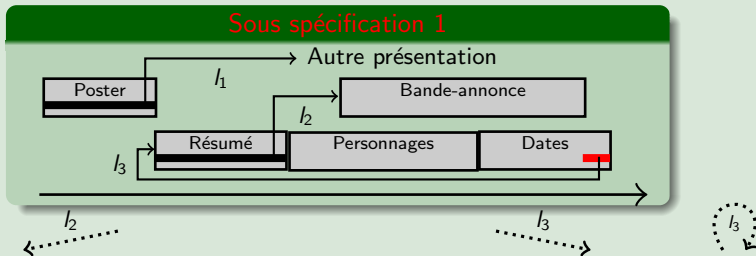 Sous spécification 1
Autre présentation
l1
Poster
Bande-annonce
l2
Résumé
Personnages
Dates
l3
l2
l3
l3